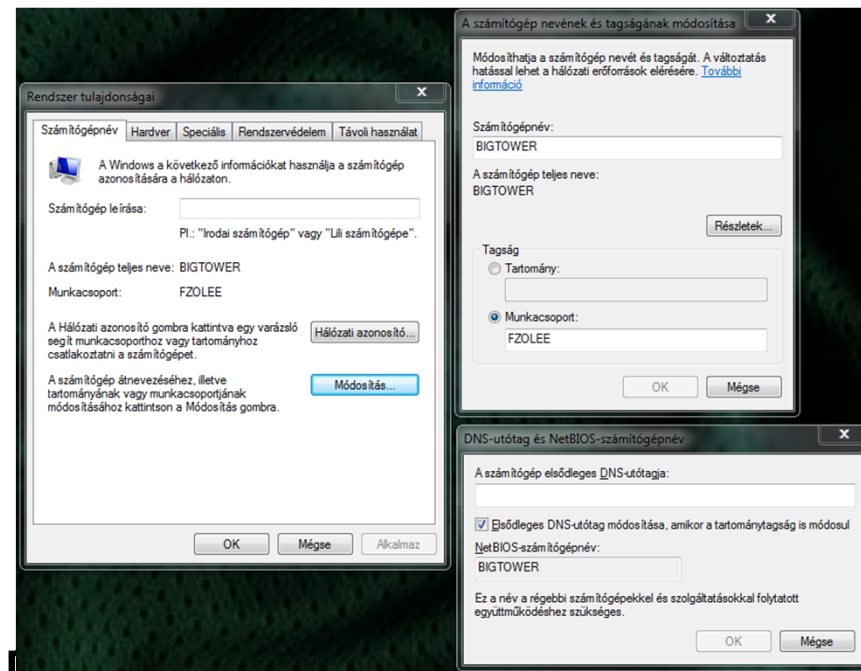 Rendszer tulajdonságai
Számítógépnév
Hardver
Speciális
Rendszervédelem
Távoli használat
A Windows a következő információkat használja a számítógép
azonosítására a hálózaton.
Számítógép leírása:
Pl.: "Irodai számítógép" vagy "Lili számítógépe".
A számítógép teljes neve: BIGTOWER
Munkacsoport: FZOLEE
A Hálózati azonosító gombra kattintva egy varázsló
segít munkacsoporthoz vagy tartományhoz
csatlakoztatni a számítógépet.
Hálózati azonosító...
A számítógép átnevezéséhez, illetve
tartományának vagy munkacsoportjának
módosításához kattintson a Módosítás gombra.
Módosítás...
OK
Mégse
Alkalmaz
A számítógép nevének és tagságának módosítása
Módosíthatja a számítógép nevét és tagságát. A változtatás
hatással lehet a hálózati erőforrások elérésére. További
információ
Számítógépnév:
BIGTOWER
A számítógép teljes neve:
BIGTOWER
Részletek...
Tagság
Tartomány:
Munkacsoport:
FZOLEE
OK
Mégse
DNS-utótag és NetBIOS-számítógépnév
A számítógép elsődleges DNS-utótagja:
Elsődleges DNS-utótag módosítása, amikor a tartománytagság is módosul
NetBIOS-számítógépnév:
BIGTOWER
Ez a név a régebbi számítógépekkel és szolgáltatásokkal folytatott
együttműködéshez szükséges.
OK
Mégse